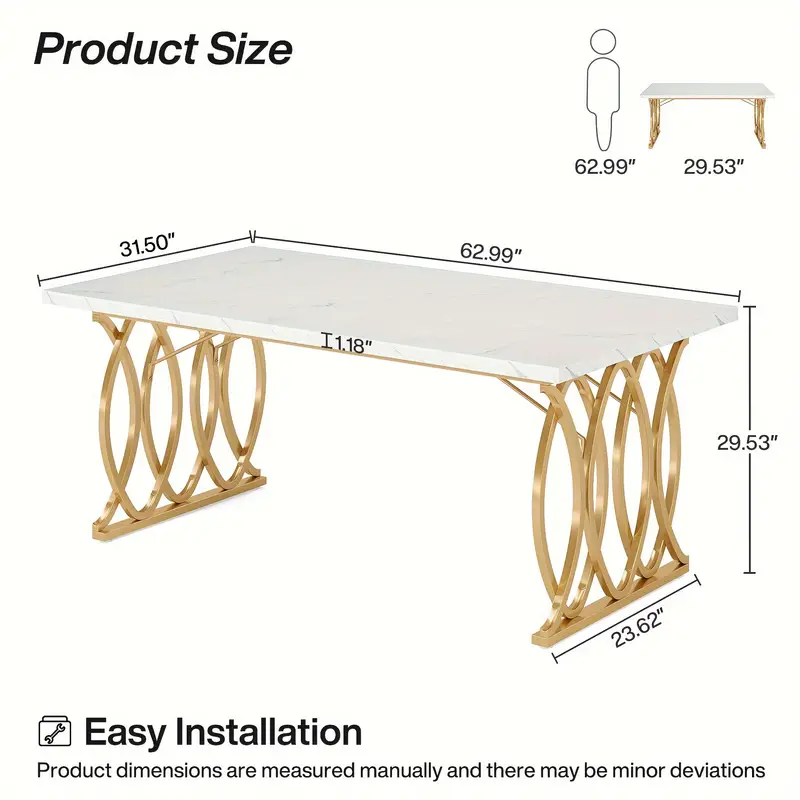 Product Size
62.99"
29.53"
31.50"
62.99"
1.18"
29.53"
23.62"
Easy Installation
Product dimensions are measured manually and there may be minor deviations